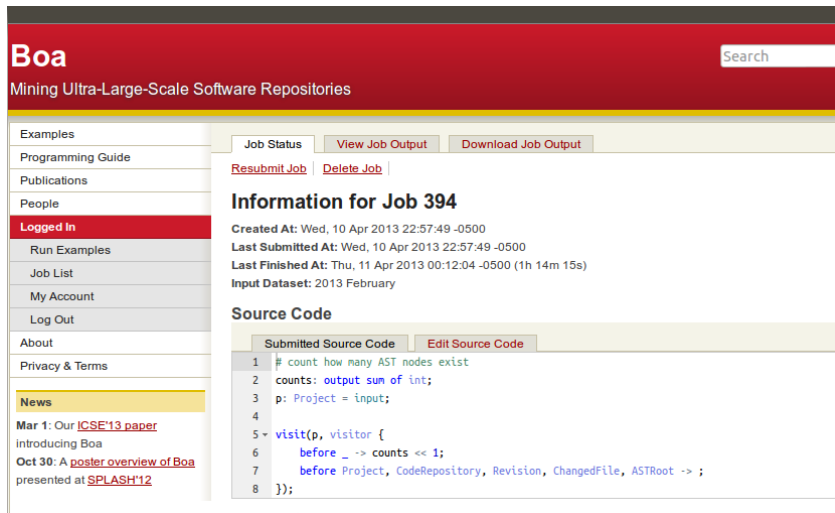 Boa
Search
Mining Ultra-Large-Scale Software Repositories
Examples
Programming Guide
Publications
People
Logged In
Run Examples
Job List
My Account
Log Out
About
Privacy & Terms
News
Mar 1: Our ICSE'13 paper
introducing Boa
Oct 30: A poster overview of Boa
presented at SPLASH'12
Job Status View Job Output Download Job Output
Resubmit Job Delete Job
Information for Job 394
Created At: Wed, 10 Apr 2013 22:57:49 -0500
Last Submitted At: Wed, 10 Apr 2013 22:57:49 -0500
Last Finished At: Thu, 11 Apr 2013 00:12:04 -0500 (1h 14m 15s)
Input Dataset: 2013 February
Source Code
Submitted Source Code Edit Source Code
1 # count how many AST nodes exist
2 counts: output sum of int;
3 p: Project = input;
4
5 visit(p, visitor {
6 before _ -> counts << 1;
7 before Project, CodeRepository, Revision, ChangedFile, ASTRoot -> ;
8 });